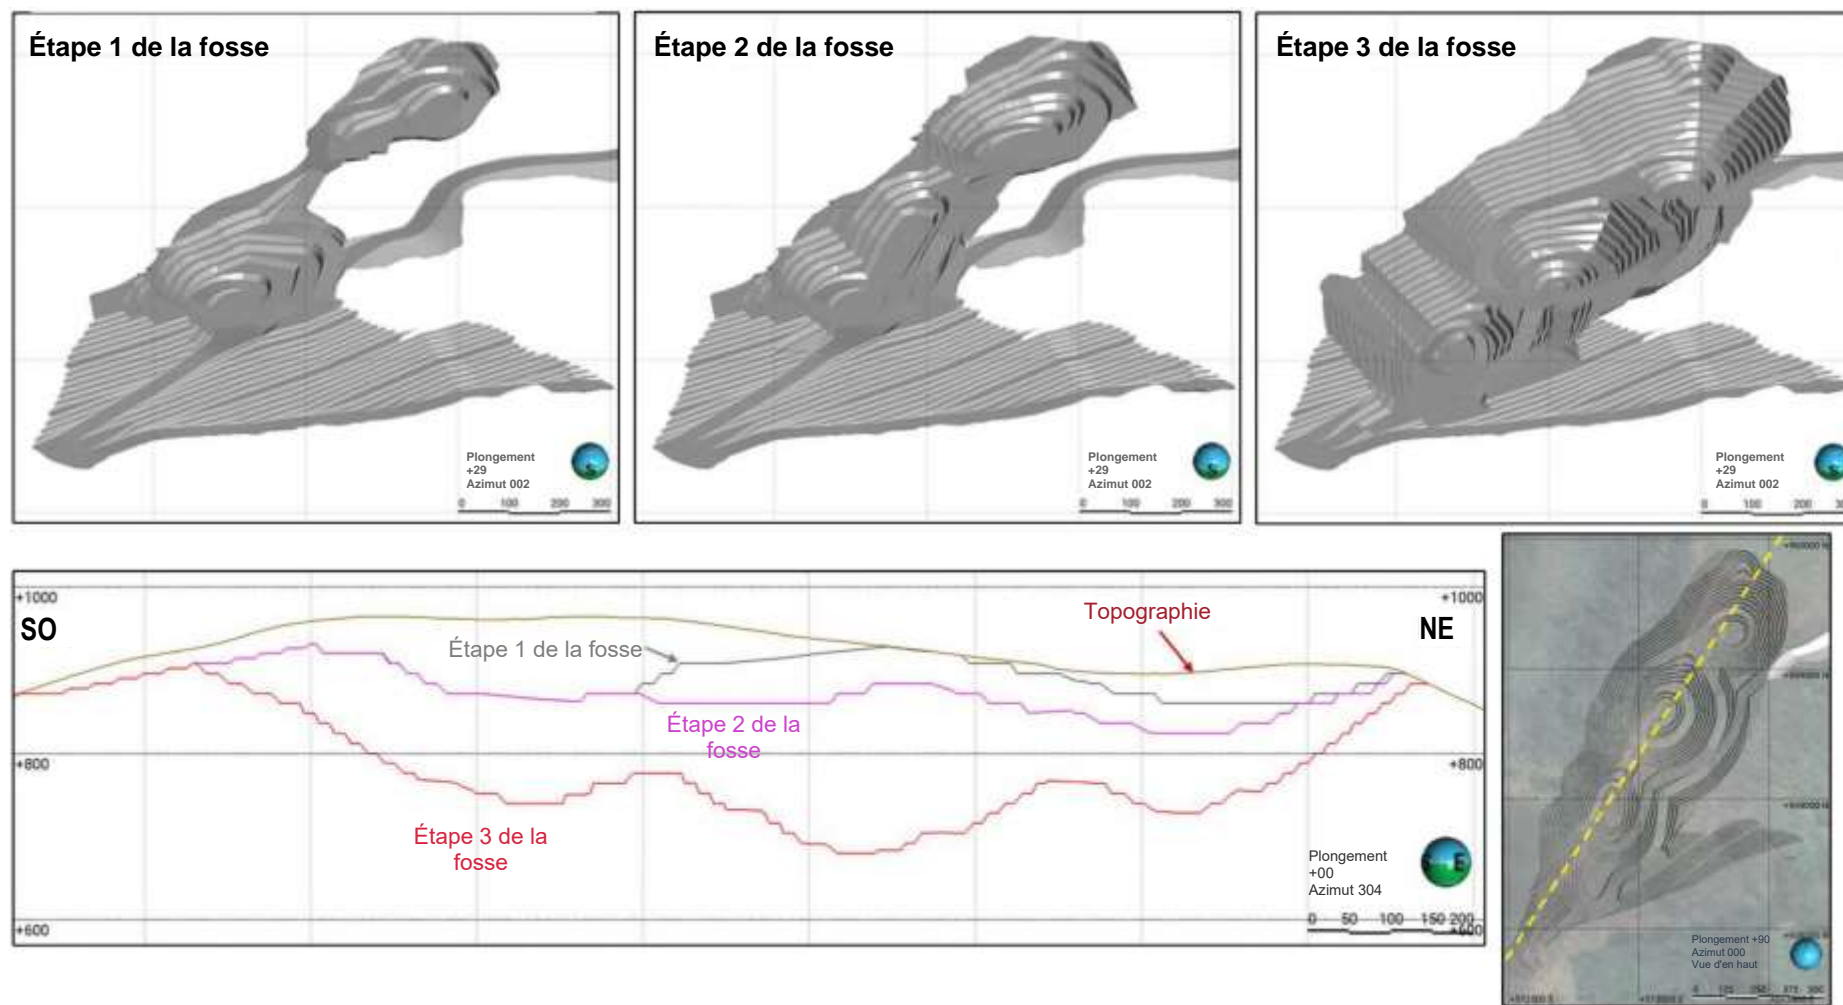 Étape 1 de la fosse
Plongement
+29
Azimut 002
S
0 100 200 300
Étape 2 de la fosse
Plongement
+29
Azimut 002
S
0 100 200 300
Étape 3 de la fosse
Plongement
+29
Azimut 002
0 100 200
+1000
+1000
SO
NE
Topographie
Étape 1 de la fosse
Étape 2 de la
fosse
+800
+800
Étape 3 de la
fosse
Plongement
+00
Azimut 304
E
0 50 100 150 200
+600
+600
Plongement +90
Azimut 000
Vue d'en haut